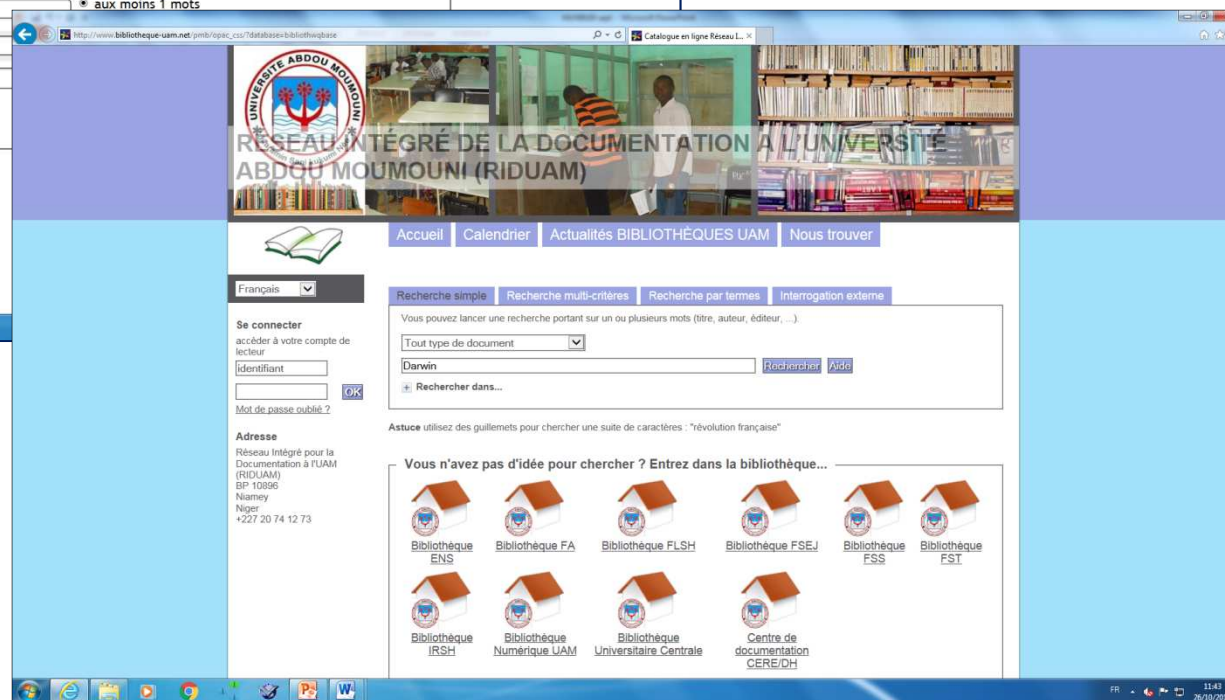 aux moins 1 mots
http://www.bibliotheque-uam.net/pmb/opac_css/?database=bibliothwqbase
Catalogue en ligne Réseau I... ×
UNIVERSITE ABDOU MOUMOUNI
RÉSEAU INTÉGRÉ DE LA DOCUMENTATION A L'UNIVERSITÉ
ABDOU MOUMOUNI (RIDUAM)
Accueil Calendrier Actualités BIBLIOTHÈQUES UAM Nous trouver
Français
Recherche simple Recherche multi-critères Recherche par termes Interrogation externe
Vous pouvez lancer une recherche portant sur un ou plusieurs mots (titre, auteur, éditeur, ...).
Tout type de document
Darwin Rechercher Aide
+ Rechercher dans...
Se connecter
accéder à votre compte de
lecteur
identifiant
OK
Mot de passe oublié ?
Adresse
Réseau Intégré pour la
Documentation à l'UAM
(RIDUAM)
BP 10896
Niamey
Niger
+227 20 74 12 73
Astuce utilisez des guillemets pour chercher une suite de caractères : "révolution française"
Vous n'avez pas d'idée pour chercher ? Entrez dans la bibliothèque...
Bibliothèque
ENS
Bibliothèque FA
Bibliothèque FLSH
Bibliothèque FSEJ
Bibliothèque
FSS
Bibliothèque
FST
Bibliothèque
IRSH
Bibliothèque
Numérique UAM
Bibliothèque
Universitaire Centrale
Centre de
documentation
CERE/DH
FR
11:43